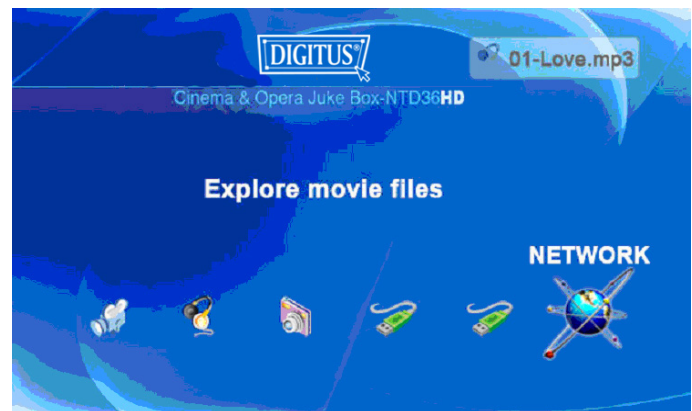 DIGITUS®
01-Love.mp3
Cinema & Opera Juke Box-NTD36HD
Explore movie files
NETWORK